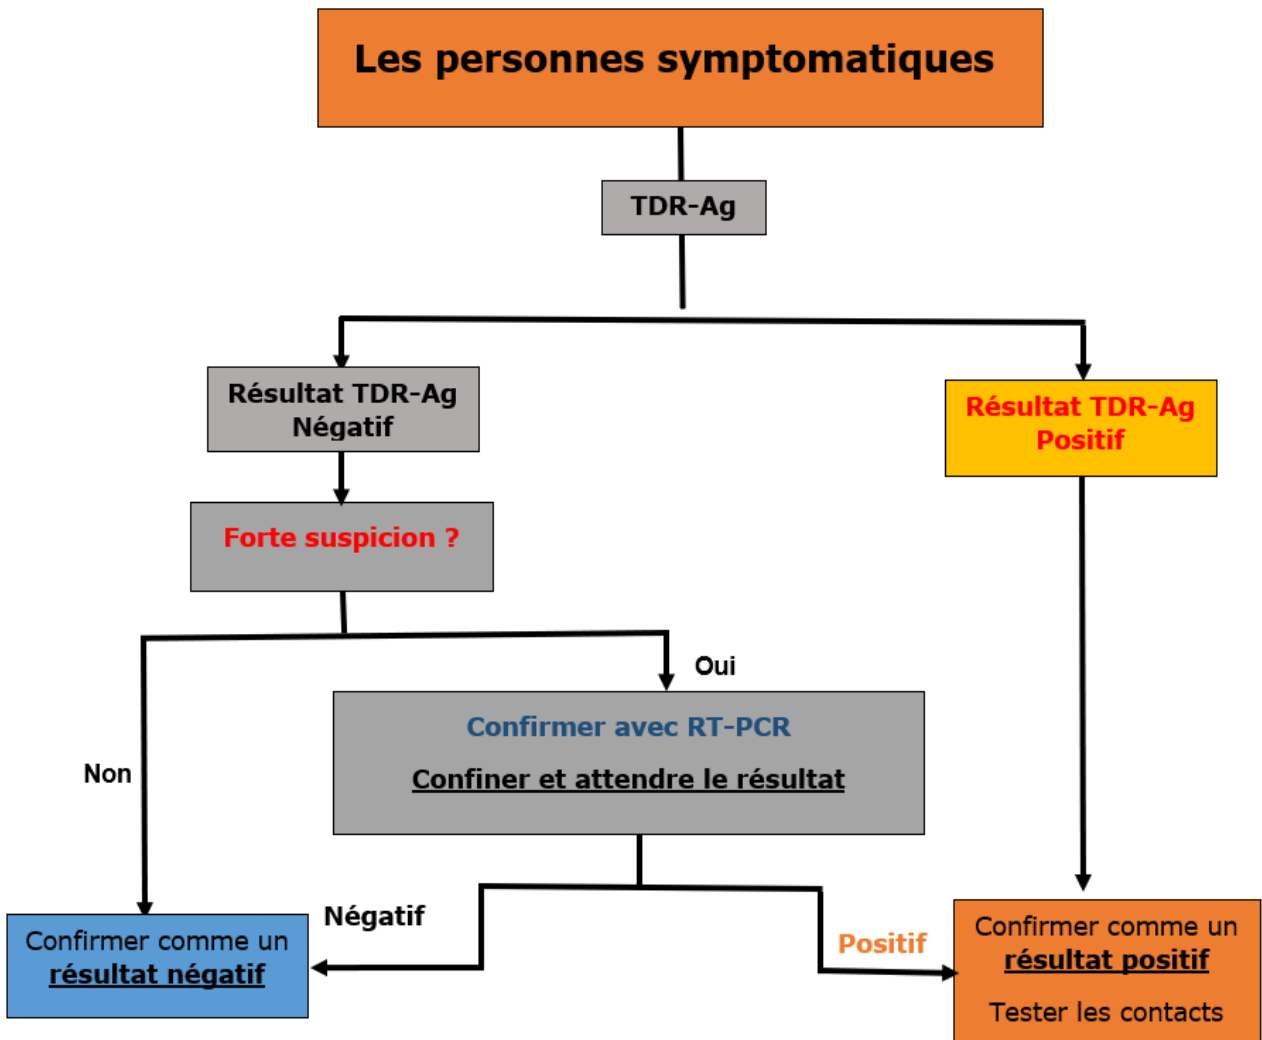 Les personnes symptomatiques
TDR-Ag
Résultat TDR-Ag
Négatif
Résultat TDR-Ag
Positif
Forte suspicion ?
Oui
Non
Confirmer avec RT-PCR
Confiner et attendre le résultat
Négatif
Positif
Confirmer comme un
résultat négatif
Confirmer comme un
résultat positif
Tester les contacts